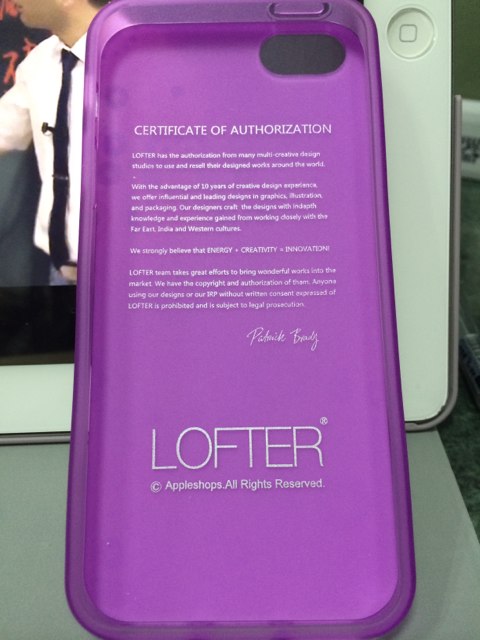 CERTIFICATE OF AUTHORIZATION
LOFTER has the authorization from many multi-creative design
studios to use and resell their designed works around the world.
With the advantage of 10 years of creative design experience,
we offer influential and leading designs in graphics, illustration,
and packaging. Our designers craft the designs with indepth
knowledge and experience gained from working closely with the
Far East, India and Western cultures.
We strongly believe that ENERGY + CREATIVITY = INNOVATION!
LOFTER team takes great efforts to bring wonderful works into the
market. We have the copyright and authorization of tham. Anyone
using our designs or our IRP without written consent expressed of
LOFTER is prohibited and is subject to legal prosecution.
Patrick Brady
LOFTER®
© Appleshops.All Rights Reserved.